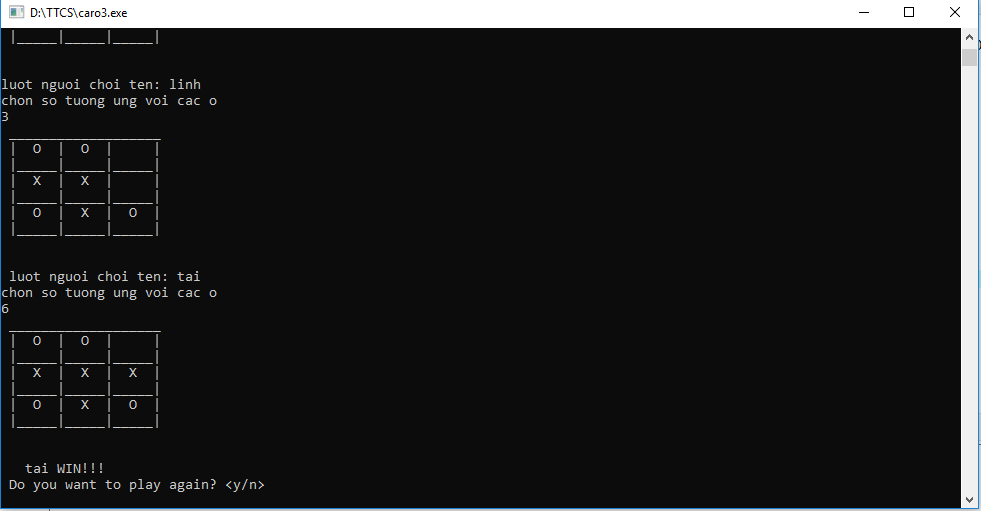 D:\TTCS\caro3.exe
|_____|_____|_____|
luot nguoi choi ten: linh
chon so tuong ung voi cac o
3
___________________
|  O  |  O  |     |
|_____|_____|_____|
|  X  |  X  |     |
|_____|_____|_____|
|  O  |  X  |  O  |
|_____|_____|_____|
luot nguoi choi ten: tai
chon so tuong ung voi cac o
6
___________________
|  O  |  O  |     |
|_____|_____|_____|
|  X  |  X  |  X  |
|_____|_____|_____|
|  O  |  X  |  O  |
|_____|_____|_____|
tai WIN!!!
Do you want to play again? <y/n>